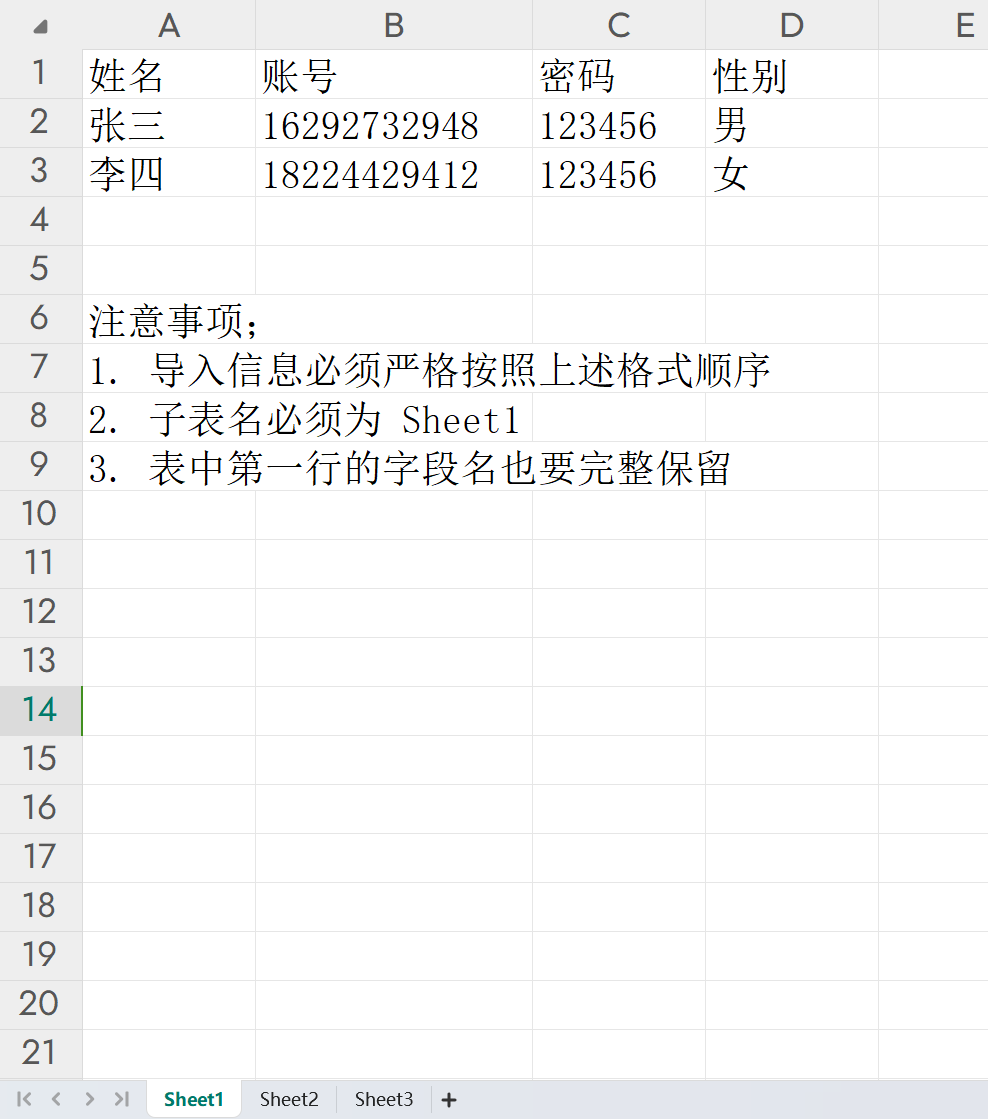 A B C D E
1 姓名 账号 密码 性别
2 张三 16292732948 123456 男
3 李四 18224429412 123456 女
4
5
6 注意事项；
7 1. 导入信息必须严格按照上述格式顺序
8 2. 子表名必须为 Sheet1
9 3. 表中第一行的字段名也要完整保留
10
11
12
13
14
15
16
17
18
19
20
21
Sheet1 Sheet2 Sheet3 +